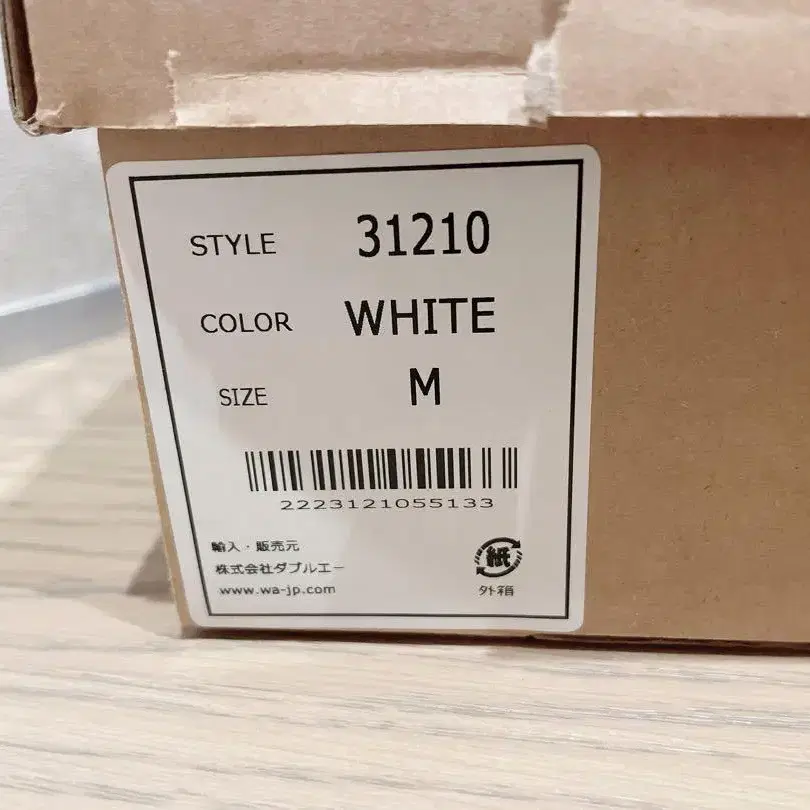 STYLE 31210
COLOR WHITE
SIZE M
2223121055133
輸入・販売元
株式会社ダブルエー
www.wa-jp.com
紙
外箱